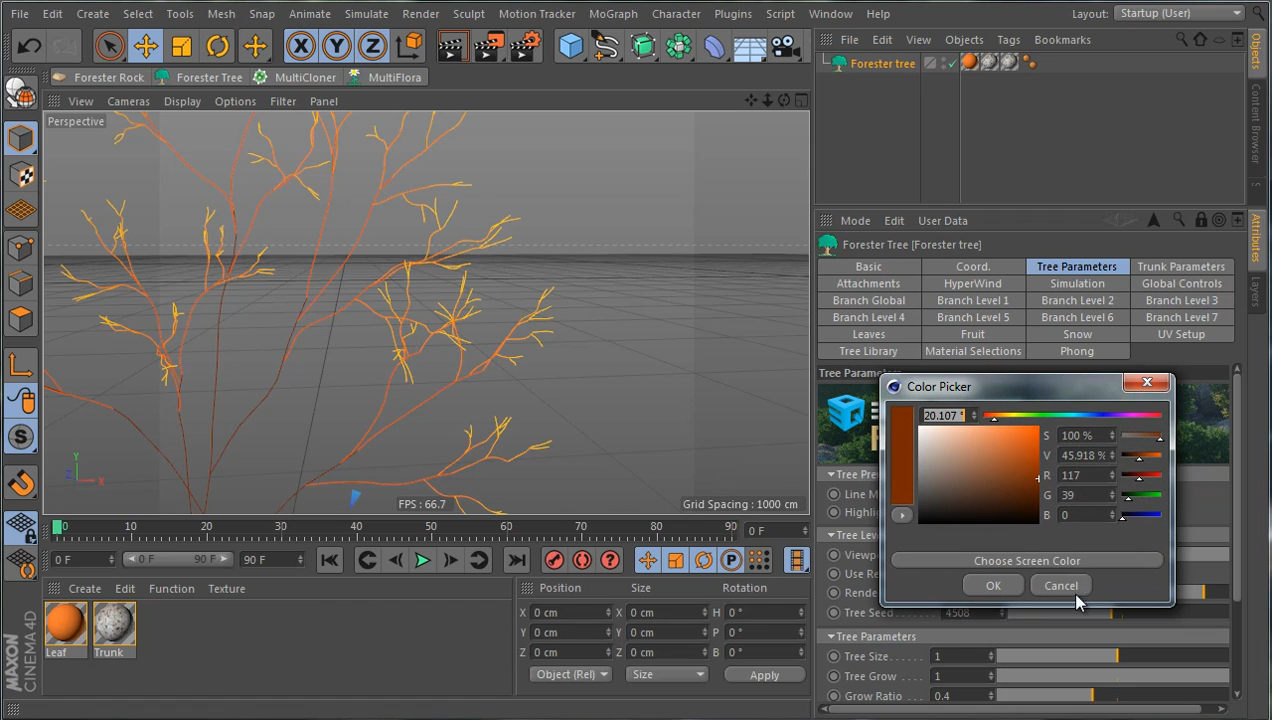 File Edit Create Select Tools Mesh Snap Animate Simulate Render Sculpt Motion Tracker MoGraph Character Plugins Script Window Help Layout: Startup (User)
X Y Z
File Edit View Objects Tags Bookmarks
Forester Rock Forester Tree MultiCloner MultiFlora
Forester tree
View Cameras Display Options Filter Panel
Perspective
Objects
Content Browser
S
Mode Edit User Data
Forester Tree [Forester tree]
Basic Coord. Tree Parameters Trunk Parameters
Attachments HyperWind Simulation Global Controls
Branch Global Branch Level 1 Branch Level 2 Branch Level 3
Branch Level 4 Branch Level 5 Branch Level 6 Branch Level 7
Leaves Fruit Snow UV Setup
Tree Library Material Selections Phong
Attributes
Layers
Tree Parameters
Color Picker
20.107 °
S 100 %
V 45.918 %
R 117
G 39
B 0
Choose Screen Color
OK Cancel
Tree Pre
Line M
Highli
Tree Lev
Viewp
Use Re
Rende
Tree Seed 4508
Tree Parameters
Tree Size 1
Tree Grow 1
Grow Ratio 0.4
Y
Z X
FPS : 66.7 Grid Spacing : 1000 cm
0 10 20 30 40 50 60 70 80 90 0 F
0 F 0 F 90 F 90 F
P
S
Create Edit Function Texture
Leaf Trunk
Position Size Rotation
X 0 cm X 0 cm H 0 °
Y 0 cm Y 0 cm P 0 °
Z 0 cm Z 0 cm B 0 °
Object (Rel) Size Apply
MAXON
CINEMA 4D